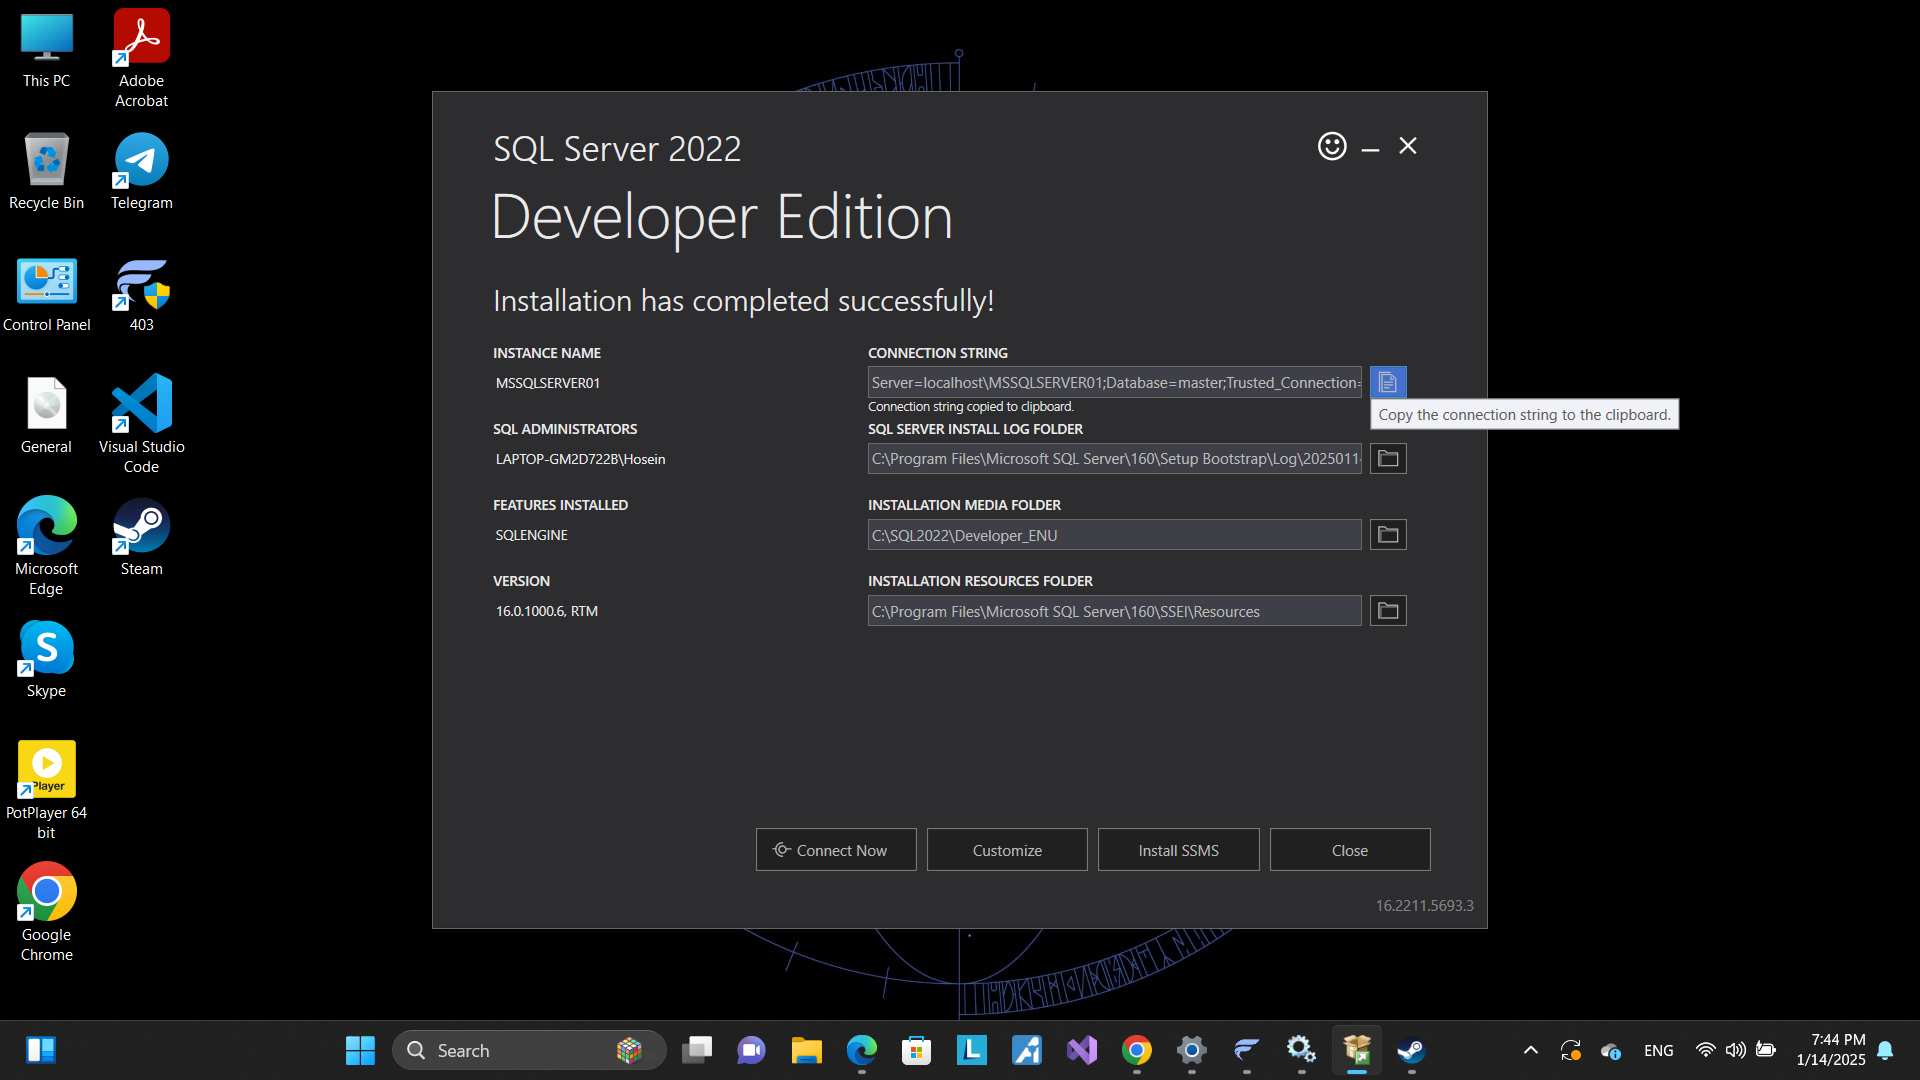 This PC
Adobe
Acrobat
Recycle Bin
Telegram
Control Panel
403
General
Visual Studio
Code
Microsoft
Edge
Steam
Skype
Player
PotPlayer 64
bit
Google
Chrome
SQL Server 2022
Developer Edition
Installation has completed successfully!
INSTANCE NAME
MSSQLSERVER01
CONNECTION STRING
Server=localhost\MSSQLSERVER01;Database=master;Trusted_Connection=
Connection string copied to clipboard.
Copy the connection string to the clipboard.
SQL ADMINISTRATORS
LAPTOP-GM2D722B\Hosein
SQL SERVER INSTALL LOG FOLDER
C:\Program Files\Microsoft SQL Server\160\Setup Bootstrap\Log\2025011
FEATURES INSTALLED
SQLENGINE
INSTALLATION MEDIA FOLDER
C:\SQL2022\Developer_ENU
VERSION
16.0.1000.6, RTM
INSTALLATION RESOURCES FOLDER
C:\Program Files\Microsoft SQL Server\160\SSEI\Resources
Connect Now
Customize
Install SSMS
Close
16.2211.5693.3
Search
ENG
7:44 PM
1/14/2025